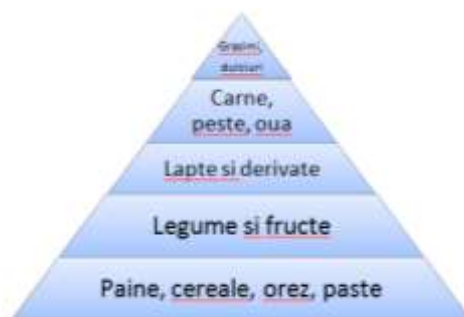 Grasimi,
dulciuri
Carne,
peste, oua
Lapte si derivate
Legume si fructe
Paine, cereale, orez, paste